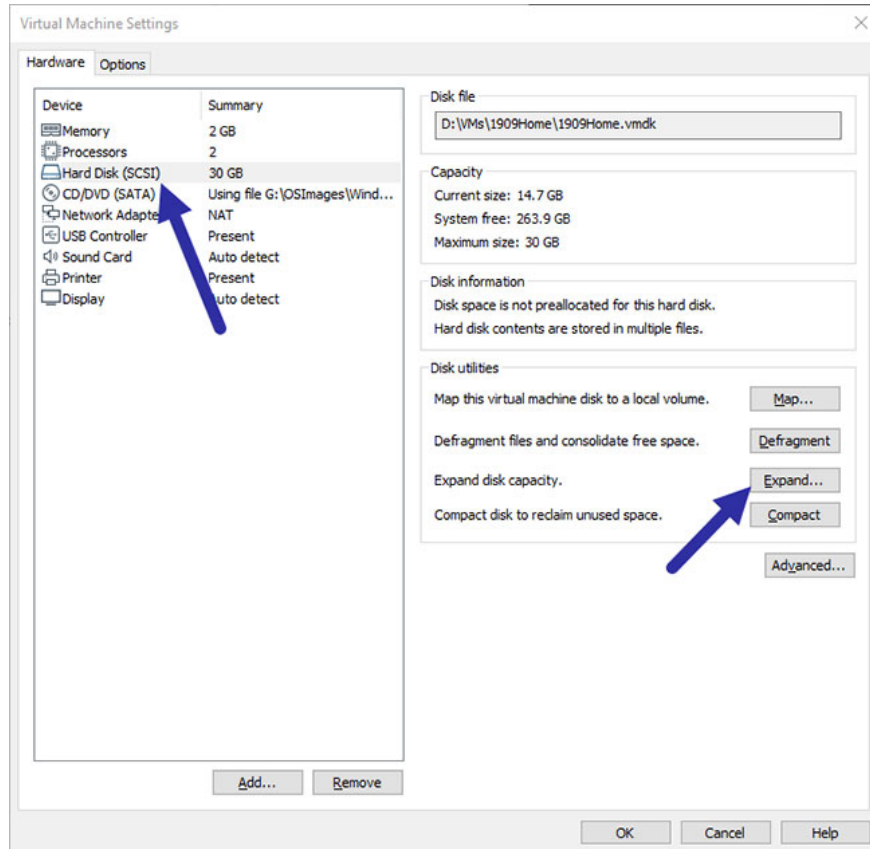 Virtual Machine Settings
Hardware Options
Device Summary
Memory 2 GB
Processors 2
Hard Disk (SCSI) 30 GB
CD/DVD (SATA) Using file G:\OSImages\Wind...
Network Adapte NAT
USB Controller Present
Sound Card Auto detect
Printer Present
Display Auto detect
Add... Remove
Disk file
D:\VMs\1909Home\1909Home.vmdk
Capacity
Current size: 14.7 GB
System free: 263.9 GB
Maximum size: 30 GB
Disk information
Disk space is not preallocated for this hard disk.
Hard disk contents are stored in multiple files.
Disk utilities
Map this virtual machine disk to a local volume. Map...
Defragment files and consolidate free space. Defragment
Expand disk capacity. Expand...
Compact disk to reclaim unused space. Compact
Advanced...
OK Cancel Help